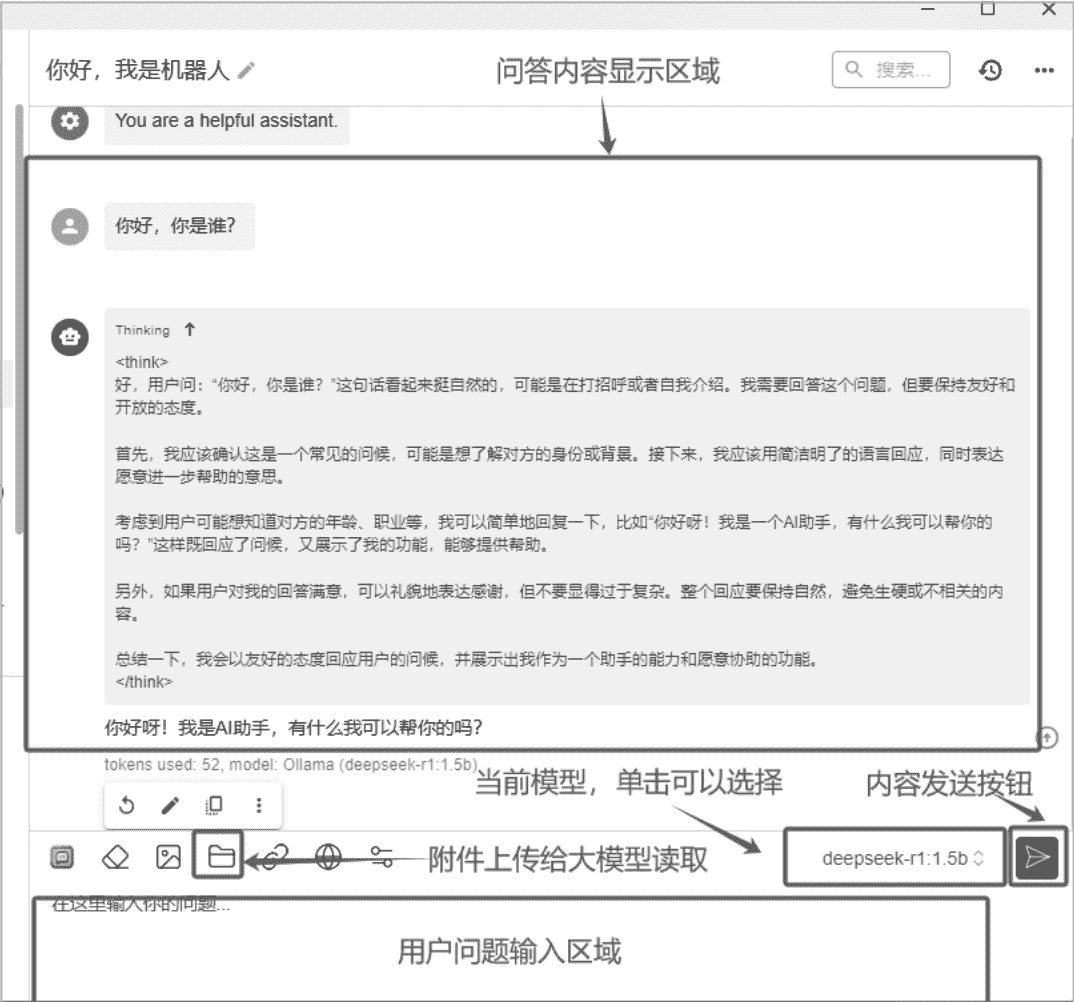 你好，我是机器人
问答内容显示区域
搜索...
You are a helpful assistant.
你好，你是谁？
Thinking
<think>
好，用户问：“你好，你是谁？”这句话看起来挺自然的，可能是在打招呼或者自我介绍。我需要回答这个问题，但要保持友好和
开放的态度。
首先，我应该确认这是一个常见的问候，可能是想了解对方的身份或背景。接下来，我应该用简洁明了的语言回应，同时表达
愿意进一步帮助的意思。
考虑到用户可能想知道对方的年龄、职业等，我可以简单地回复一下，比如“你好呀！我是一个AI助手，有什么我可以帮你的
吗？”这样既回应了问候，又展示了我的功能，能够提供帮助。
另外，如果用户对我的回答满意，可以礼貌地表达感谢，但不要显得过于复杂。整个回应要保持自然，避免生硬或不相关的内
容。
总结一下，我会以友好的态度回应用户的问候，并展示出我作为一个助手的能力和愿意协助的功能。
</think>
你好呀！我是AI助手，有什么我可以帮你的吗？
tokens used: 52, model: Ollama (deepseek-r1:1.5b)
当前模型，单击可以选择
内容发送按钮
附件上传给大模型读取
deepseek-r1:1.5b
在这里输入你的问题...
用户问题输入区域